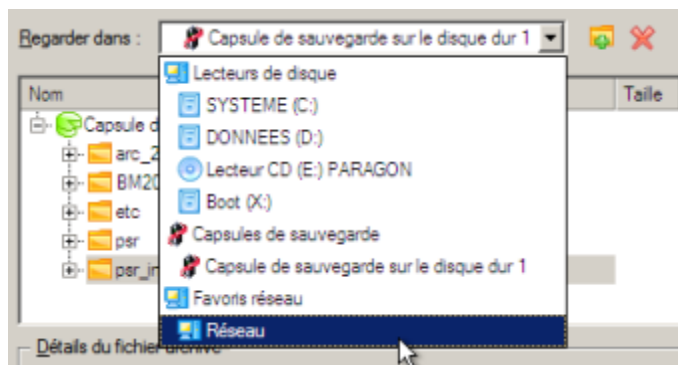 Regarder dans :
Capsule de sauvegarde sur le disque dur 1
Nom
Taille
Lecteurs de disque
SYSTEME (C:)
DONNEES (D:)
Lecteur CD (E:) PARAGON
Boot (X:)
Capsules de sauvegarde
Capsule de sauvegarde sur le disque dur 1
Favoris réseau
Réseau
Capsule d
arc_2
BM20
etc
psr
psr_in
Détails du fichier archive